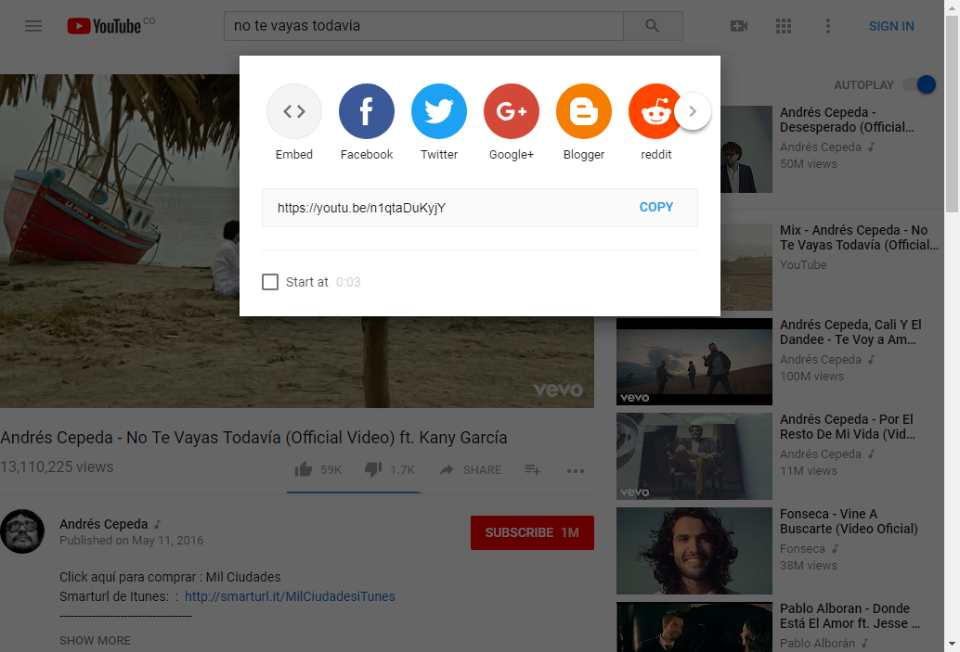 YouTube CO
no te vayas todavia
SIGN IN
Embed
Facebook
Twitter
G+
Google+
Blogger
reddit
https://youtu.be/n1qtaDuKyjY
COPY
Start at 0:03
AUTOPLAY
Andrés Cepeda -
Desesperado (Official...
Andrés Cepeda
50M views
Mix - Andrés Cepeda - No
Te Vayas Todavía (Official...
YouTube
Andrés Cepeda, Cali Y El
Dandee - Te Voy a Am...
Andrés Cepeda
100M views
vevo
Andrés Cepeda - Por El
Resto De Mi Vida (Vid...
Andrés Cepeda
11M views
vevo
Fonseca - Vine A
Buscarte (Video Oficial)
Fonseca
38M views
Pablo Alboran - Donde
Está El Amor ft. Jesse ...
Pablo Alborán
vevo
Andrés Cepeda - No Te Vayas Todavía (Official Video) ft. Kany García
13,110,225 views
59K
1.7K
SHARE
Andrés Cepeda
Published on May 11, 2016
SUBSCRIBE 1M
Click aquí para comprar : Mil Ciudades
Smarturl de Itunes: : http://smarturl.it/MilCiudadesiTunes
--------------------------------------
SHOW MORE